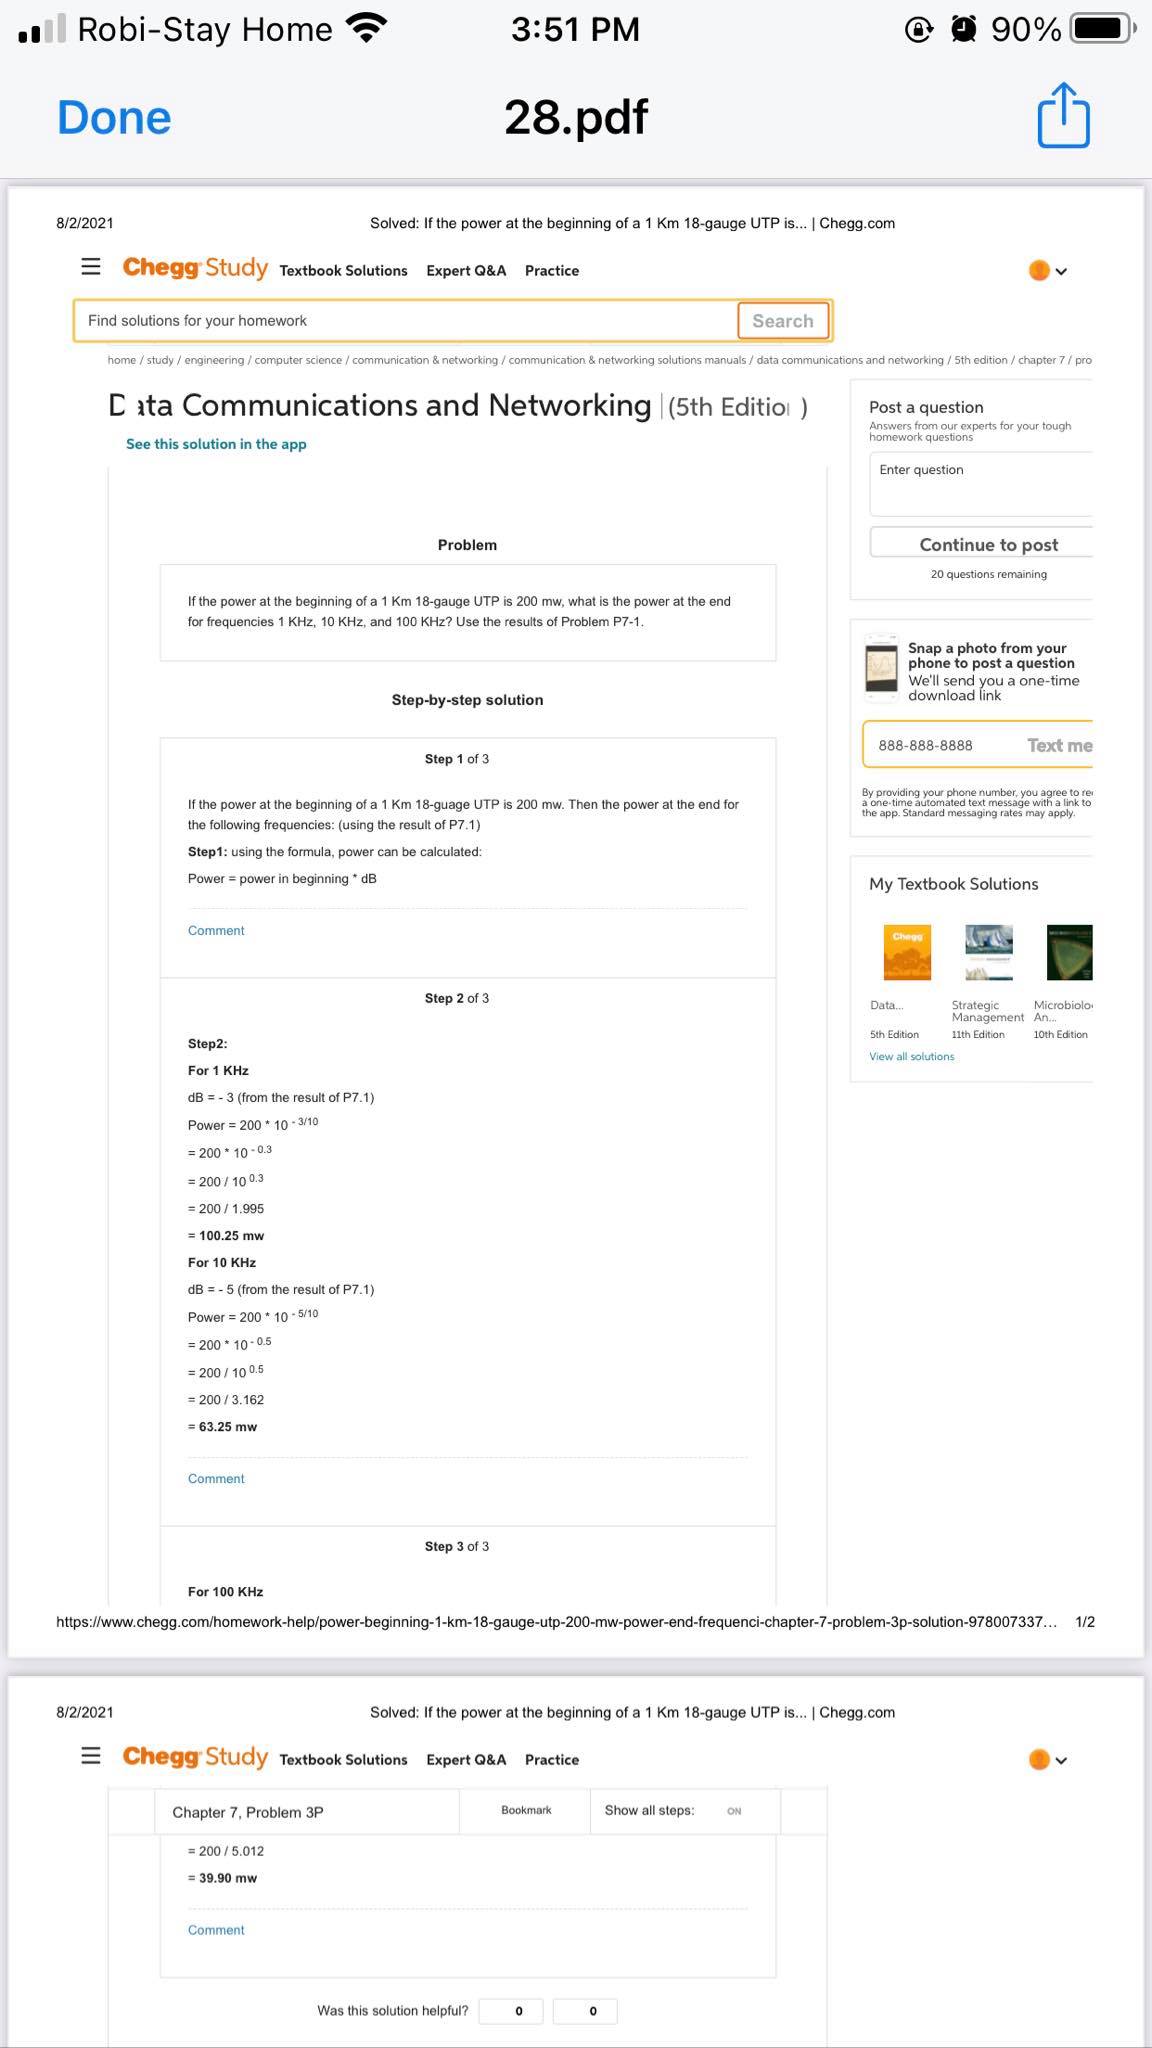 Robi-Stay Home 3:51 PM 90%
Done 28.pdf
8/2/2021 Solved: If the power at the beginning of a 1 Km 18-gauge UTP is... | Chegg.com
Chegg Study Textbook Solutions Expert Q&A Practice
Find solutions for your homework Search
home / study / engineering / computer science / communication & networking / communication & networking solutions manuals / data communications and networking / 5th edition / chapter 7 / pro
Data Communications and Networking (5th Editio )
See this solution in the app
Problem
If the power at the beginning of a 1 Km 18-gauge UTP is 200 mw, what is the power at the end
for frequencies 1 KHz, 10 KHz, and 100 KHz? Use the results of Problem P7-1.
Step-by-step solution
Step 1 of 3
If the power at the beginning of a 1 Km 18-guage UTP is 200 mw. Then the power at the end for
the following frequencies: (using the result of P7.1)
Step1: using the formula, power can be calculated:
Power = power in beginning * dB
Comment
Step 2 of 3
Step2:
For 1 KHz
dB = - 3 (from the result of P7.1)
Power = 200 * 10 - 3/10
= 200 * 10 - 0.3
= 200 / 10 0.3
= 200 / 1.995
= 100.25 mw
For 10 KHz
dB = - 5 (from the result of P7.1)
Power = 200 * 10 - 5/10
= 200 * 10 - 0.5
= 200 / 10 0.5
= 200 / 3.162
= 63.25 mw
Comment
Step 3 of 3
For 100 KHz
Post a question
Answers from our experts for your tough
homework questions
Enter question
Continue to post
20 questions remaining
Snap a photo from your
phone to post a question
We'll send you a one-time
download link
888-888-8888 Text me
By providing your phone number, you agree to re
a one-time automated text message with a link to
the app. Standard messaging rates may apply.
My Textbook Solutions
Chegg
Data... Strategic Microbiolo
Management An...
5th Edition 11th Edition 10th Edition
View all solutions
https://www.chegg.com/homework-help/power-beginning-1-km-18-gauge-utp-200-mw-power-end-frequenci-chapter-7-problem-3p-solution-978007337... 1/2
8/2/2021 Solved: If the power at the beginning of a 1 Km 18-gauge UTP is... | Chegg.com
Chegg Study Textbook Solutions Expert Q&A Practice
Chapter 7, Problem 3P Bookmark Show all steps: ON
= 200 / 5.012
= 39.90 mw
Comment
Was this solution helpful? 0 0